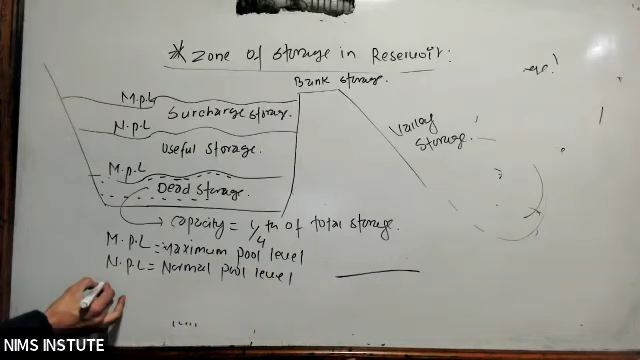 * Zone of Storage in Reservoir:
Bank storage.
M.p.L
Surcharge storage
N.p.L
Useful Storage.
M.p.L
Dead Storage.
Valley
Storage.
Capacity = 1/4 th of total storage.
M.p.L = Maximum pool level
N.p.L = Normal pool level
NIMS INSTUTE